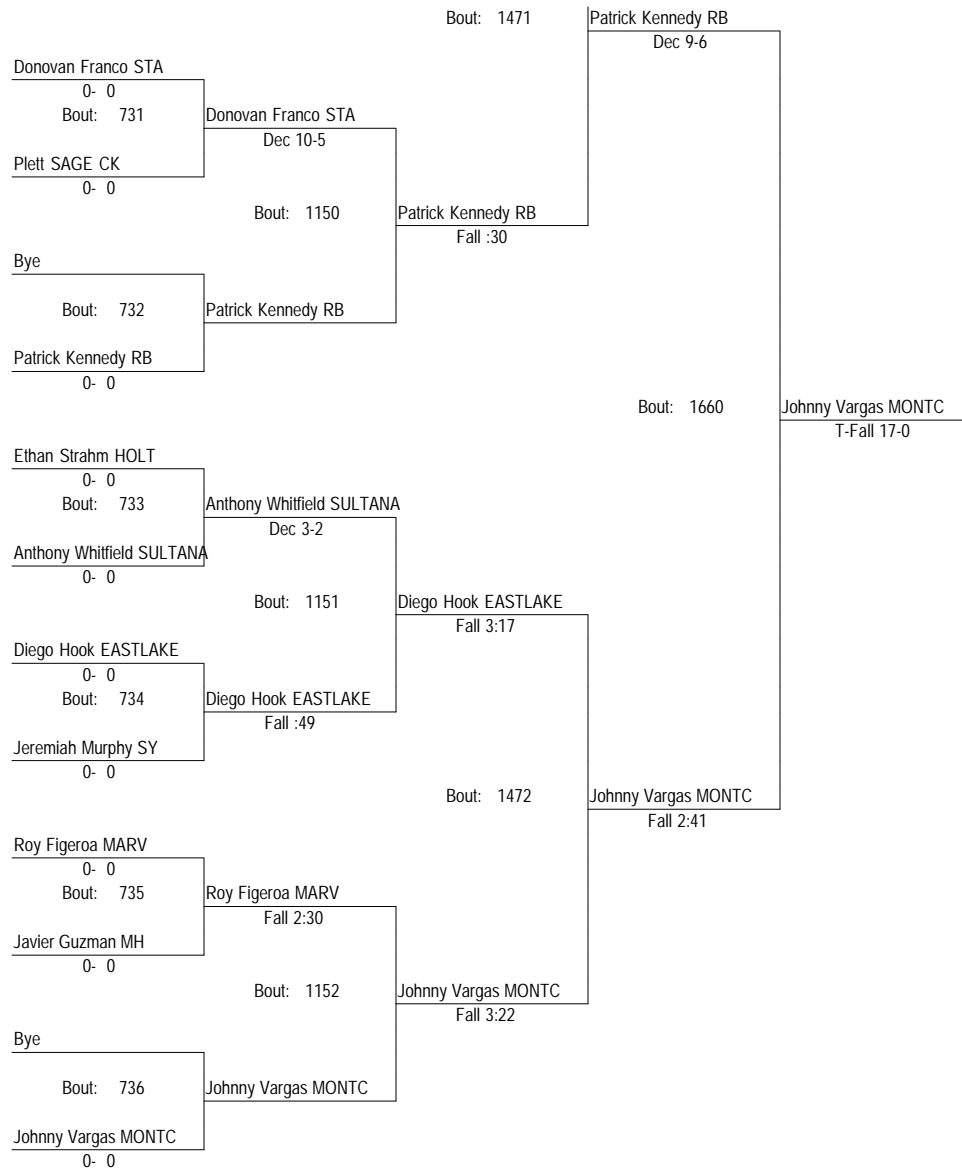 Bout: 1471 Patrick Kennedy RB
Dec 9-6
Donovan Franco STA
0- 0
Bout: 731 Donovan Franco STA
Dec 10-5
Plett SAGE CK
0- 0
Bout: 1150 Patrick Kennedy RB
Fall :30
Bye
Bout: 732 Patrick Kennedy RB
Patrick Kennedy RB
0- 0
Bout: 1660 Johnny Vargas MONTC
T-Fall 17-0
Ethan Strahm HOLT
0- 0
Bout: 733 Anthony Whitfield SULTANA
Dec 3-2
Anthony Whitfield SULTANA
0- 0
Bout: 1151 Diego Hook EASTLAKE
Fall 3:17
Diego Hook EASTLAKE
0- 0
Bout: 734 Diego Hook EASTLAKE
Fall :49
Jeremiah Murphy SY
0- 0
Bout: 1472 Johnny Vargas MONTC
Fall 2:41
Roy Figeroa MARV
0- 0
Bout: 735 Roy Figeroa MARV
Fall 2:30
Javier Guzman MH
0- 0
Bout: 1152 Johnny Vargas MONTC
Fall 3:22
Bye
Bout: 736 Johnny Vargas MONTC
Johnny Vargas MONTC
0- 0